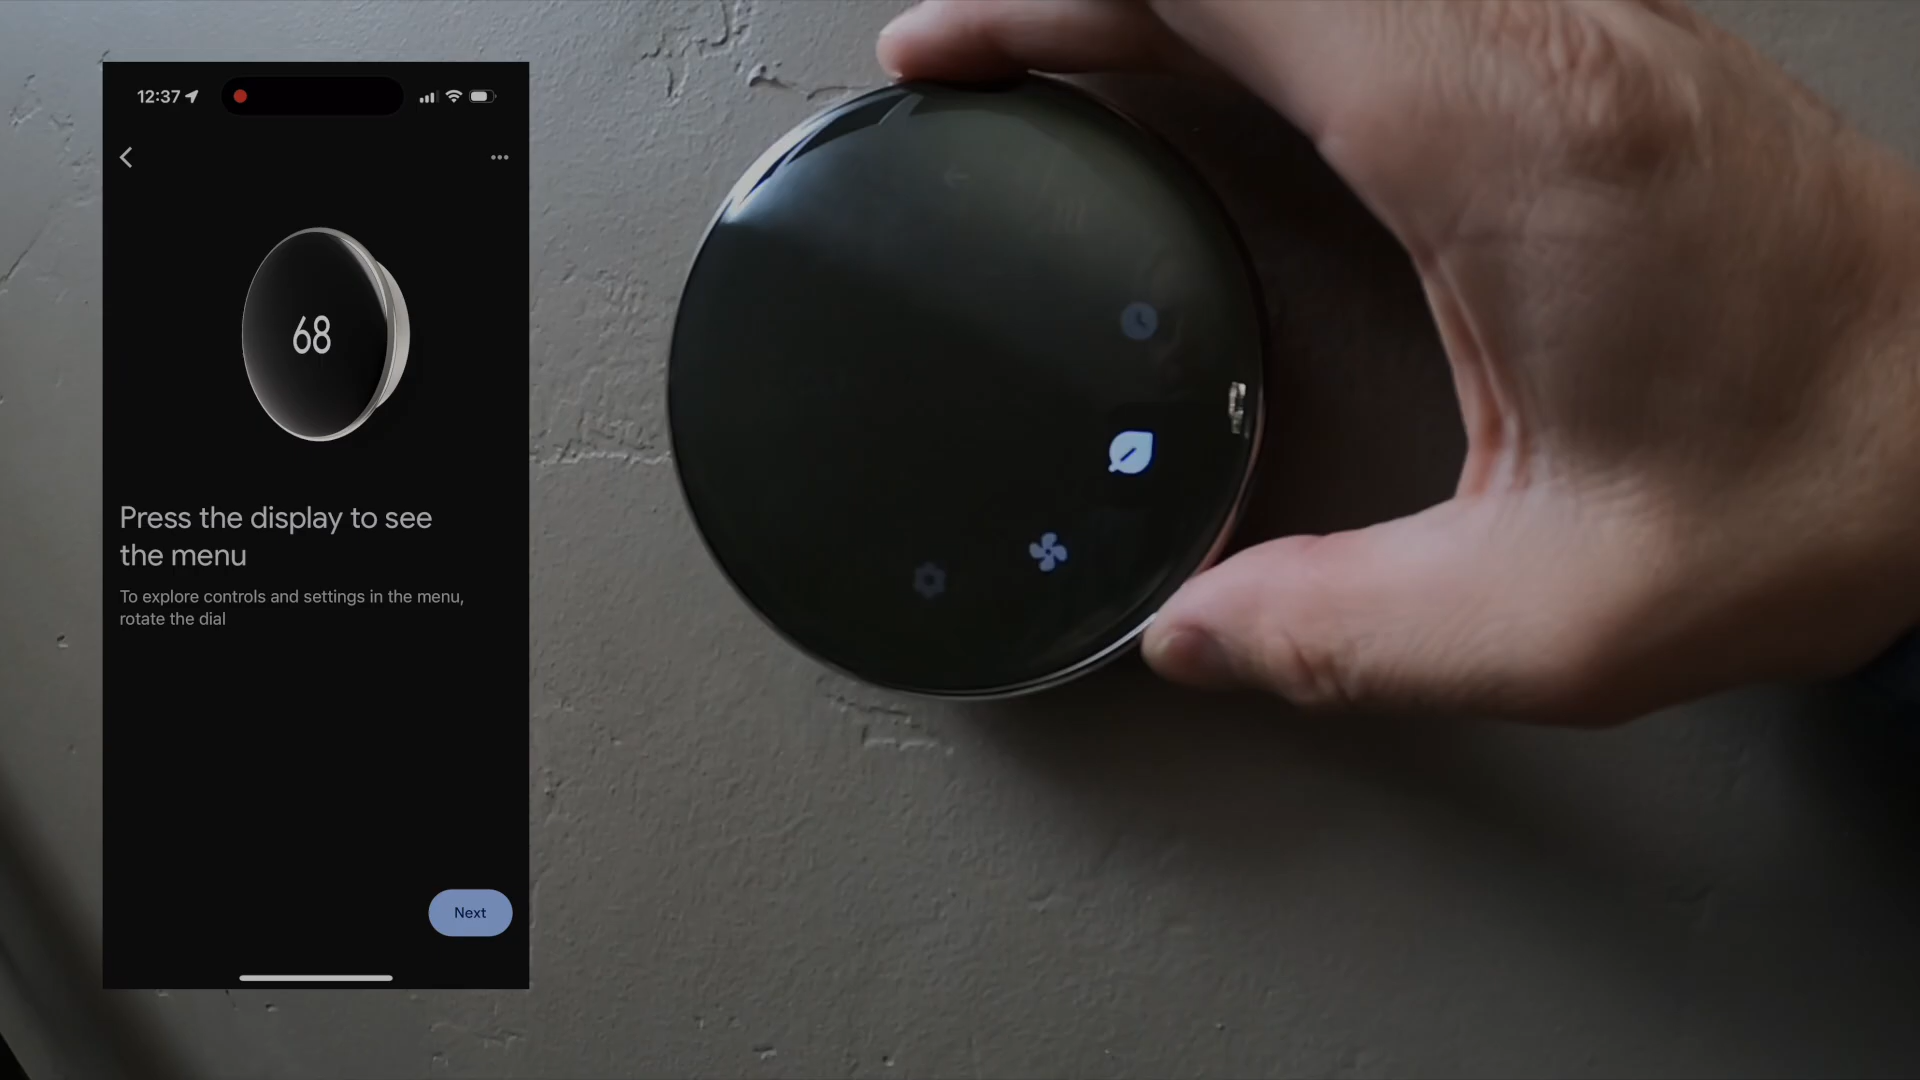 12:37
68
Press the display to see
the menu
To explore controls and settings in the menu,
rotate the dial
Next